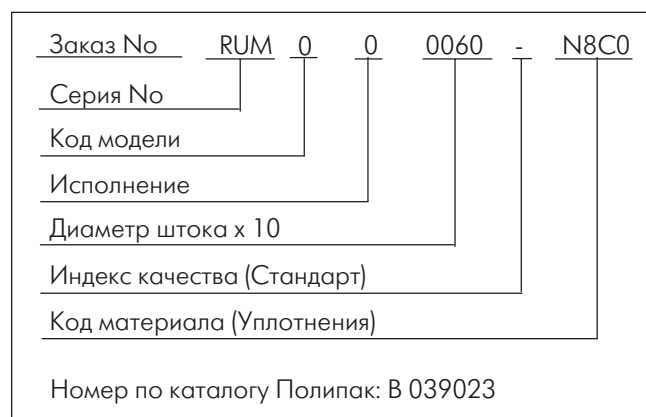 Заказ No RUM 0 0 0060 - N8C0
Серия No
Код модели
Исполнение
Диаметр штока x 10
Индекс качества (Стандарт)
Код материала (Уплотнения)
Номер по каталогу Полипак: В 039023